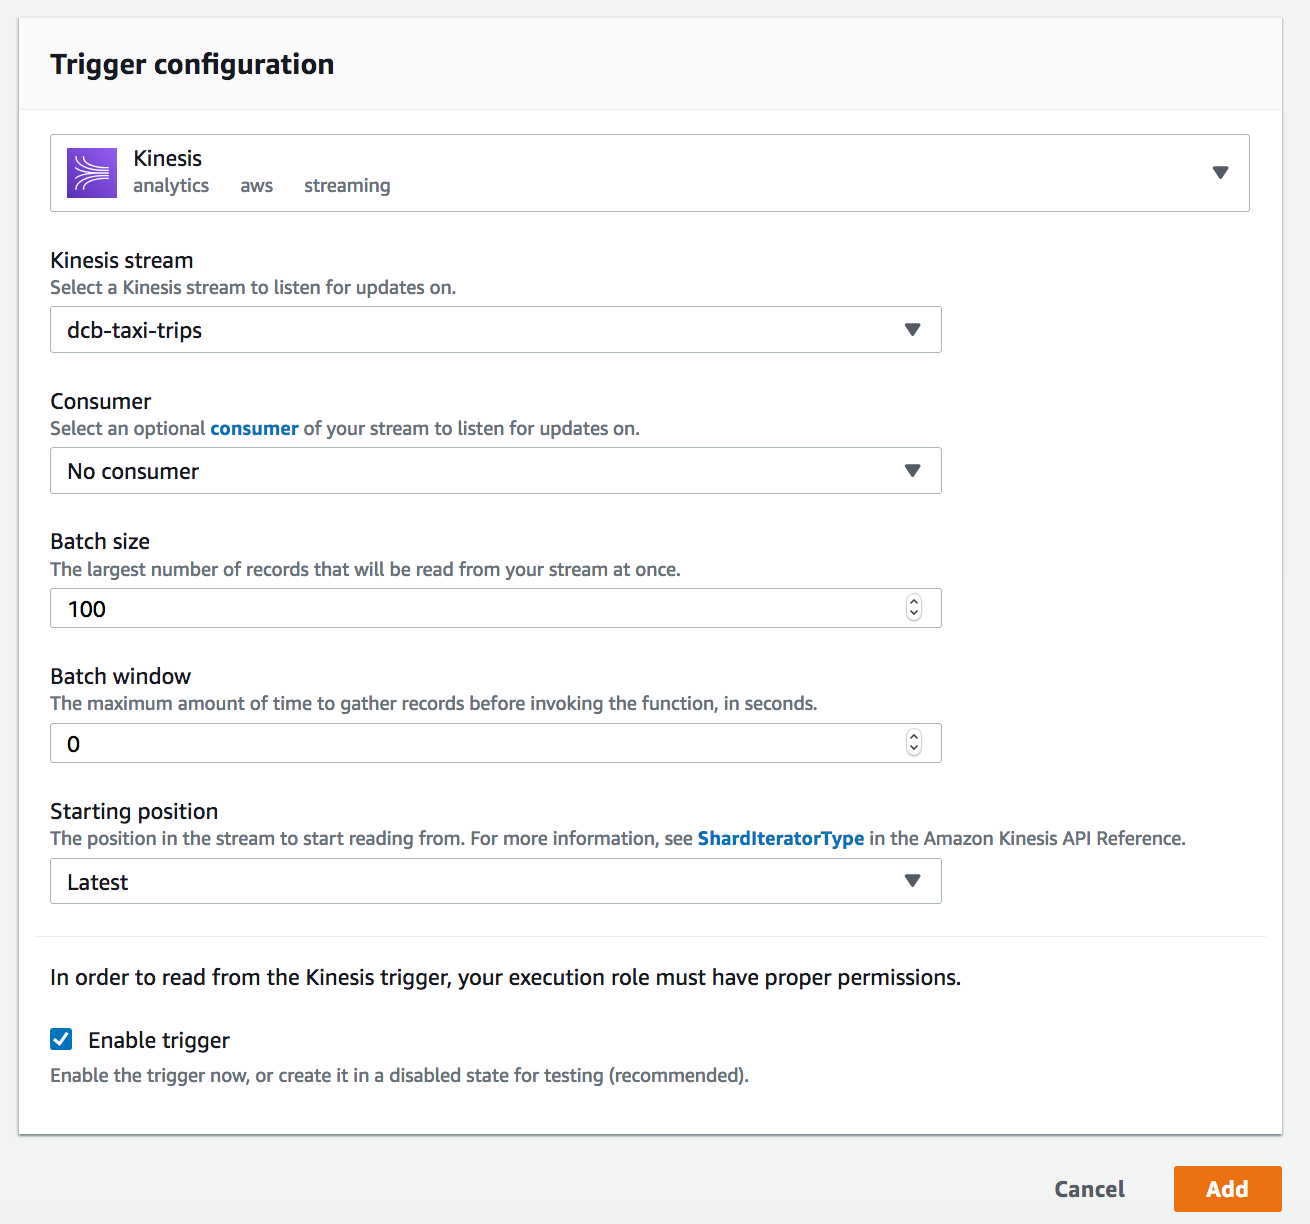 Trigger configuration
Kinesis
analytics aws streaming
Kinesis stream
Select a Kinesis stream to listen for updates on.
dcb-taxi-trips
Consumer
Select an optional consumer of your stream to listen for updates on.
No consumer
Batch size
The largest number of records that will be read from your stream at once.
100
Batch window
The maximum amount of time to gather records before invoking the function, in seconds.
0
Starting position
The position in the stream to start reading from. For more information, see ShardIteratorType in the Amazon Kinesis API Reference.
Latest
In order to read from the Kinesis trigger, your execution role must have proper permissions.
Enable trigger
Enable the trigger now, or create it in a disabled state for testing (recommended).
Cancel Add